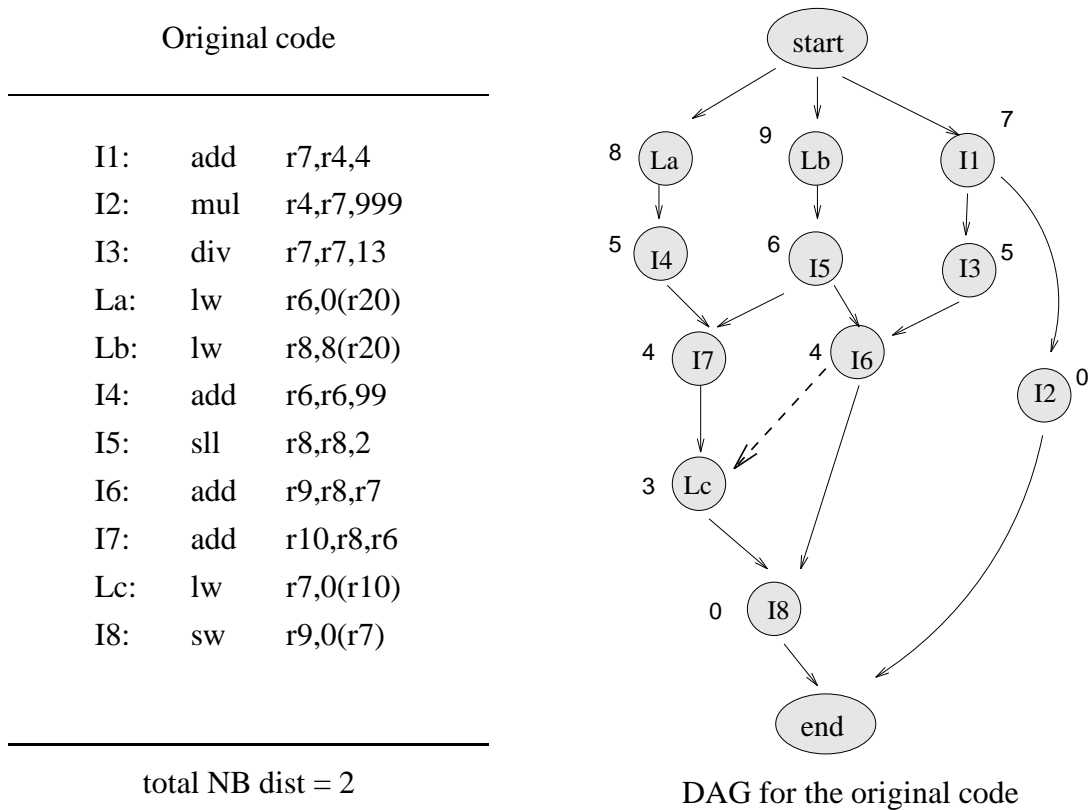 Original code
I1: add r7,r4,4
I2: mul r4,r7,999
I3: div r7,r7,13
La: lw r6,0(r20)
Lb: lw r8,8(r20)
I4: add r6,r6,99
I5: sll r8,r8,2
I6: add r9,r8,r7
I7: add r10,r8,r6
Lc: lw r7,0(r10)
I8: sw r9,0(r7)
total NB dist = 2
start
8 La
9 Lb
7 I1
5 I4
6 I5
I3 5
4 I7
4 I6
I2 0
3 Lc
0 I8
end
DAG for the original code